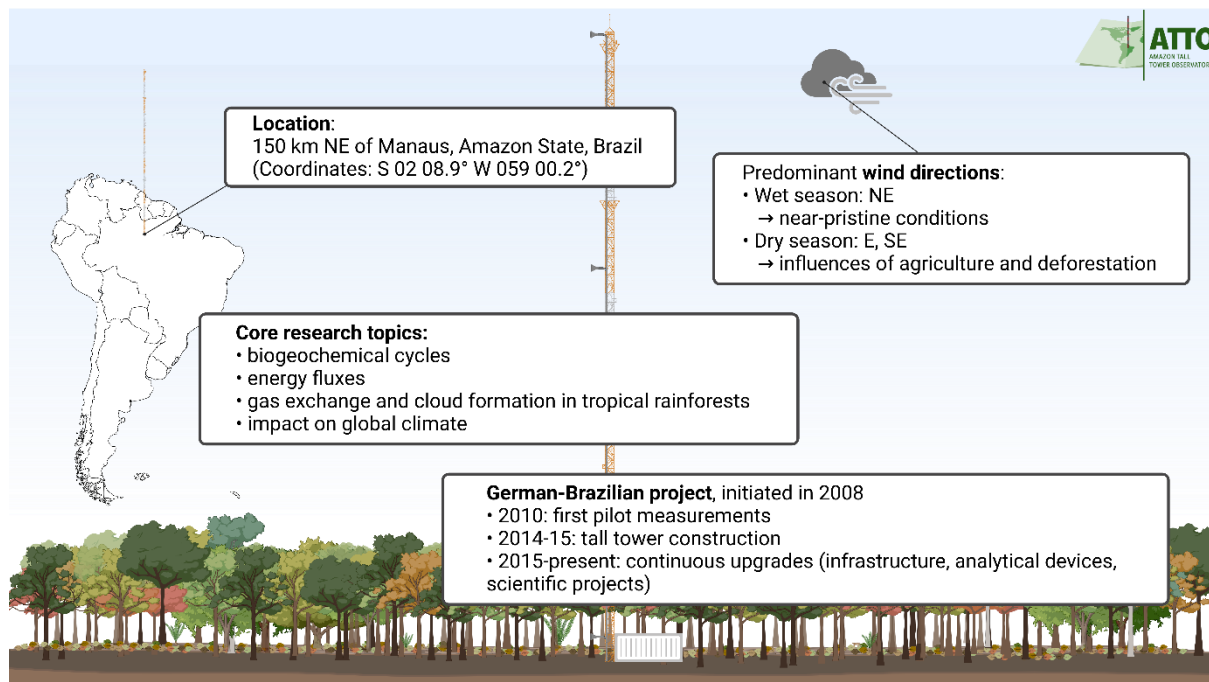 ATTO
AMAZON TALL
TOWER OBSERVATORY
Location:
150 km NE of Manaus, Amazon State, Brazil
(Coordinates: S 02 08.9° W 059 00.2°)
Predominant wind directions:
• Wet season: NE
→ near-pristine conditions
• Dry season: E, SE
→ influences of agriculture and deforestation
Core research topics:
• biogeochemical cycles
• energy fluxes
• gas exchange and cloud formation in tropical rainforests
• impact on global climate
German-Brazilian project, initiated in 2008
• 2010: first pilot measurements
• 2014-15: tall tower construction
• 2015-present: continuous upgrades (infrastructure, analytical devices,
scientific projects)